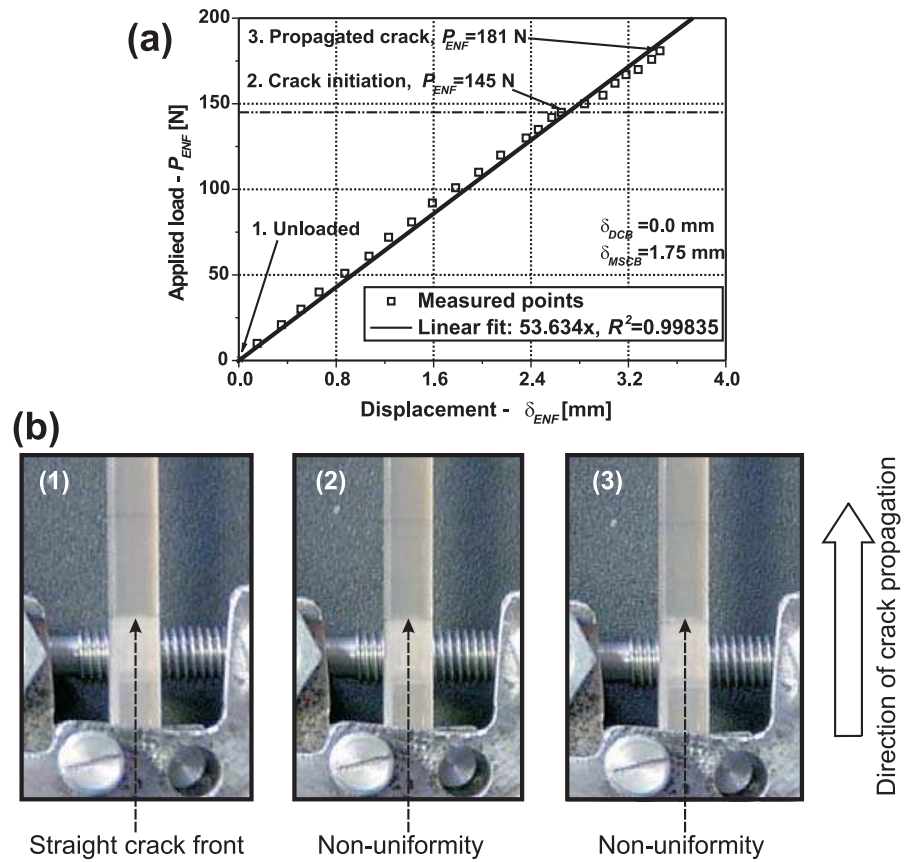 (a)
200
150
100
50
0
Applied load - P_ENF [N]
3. Propagated crack, P_ENF=181 N
2. Crack initiation, P_ENF=145 N
1. Unloaded
δ_DCB =0.0 mm
δ_MSCB=1.75 mm
Measured points
Linear fit: 53.634x, R²=0.99835
0.0 0.8 1.6 2.4 3.2 4.0
Displacement - δ_ENF [mm]
(b)
(1)
(2)
(3)
Straight crack front
Non-uniformity
Non-uniformity
Direction of crack propagation